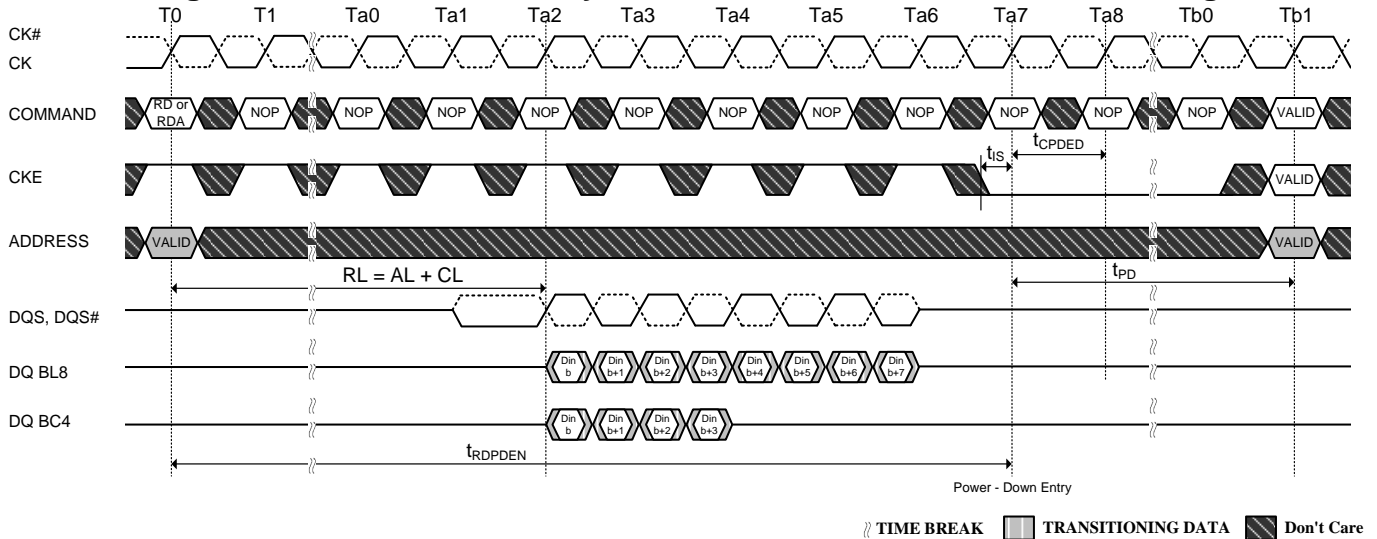 T0 T1 Ta0 Ta1 Ta2 Ta3 Ta4 Ta5 Ta6 Ta7 Ta8 Tb0 Tb1
CK#
CK
COMMAND RD or RDA NOP NOP NOP NOP NOP NOP NOP NOP NOP NOP NOP VALID
tIS tCPDED
CKE VALID
ADDRESS VALID VALID
RL = AL + CL tPD
DQS, DQS#
DQ BL8 Din b Din b+1 Din b+2 Din b+3 Din b+4 Din b+5 Din b+6 Din b+7
DQ BC4 Din b Din b+1 Din b+2 Din b+3
tRDPDEN
Power - Down Entry
TIME BREAK TRANSITIONING DATA Don't Care